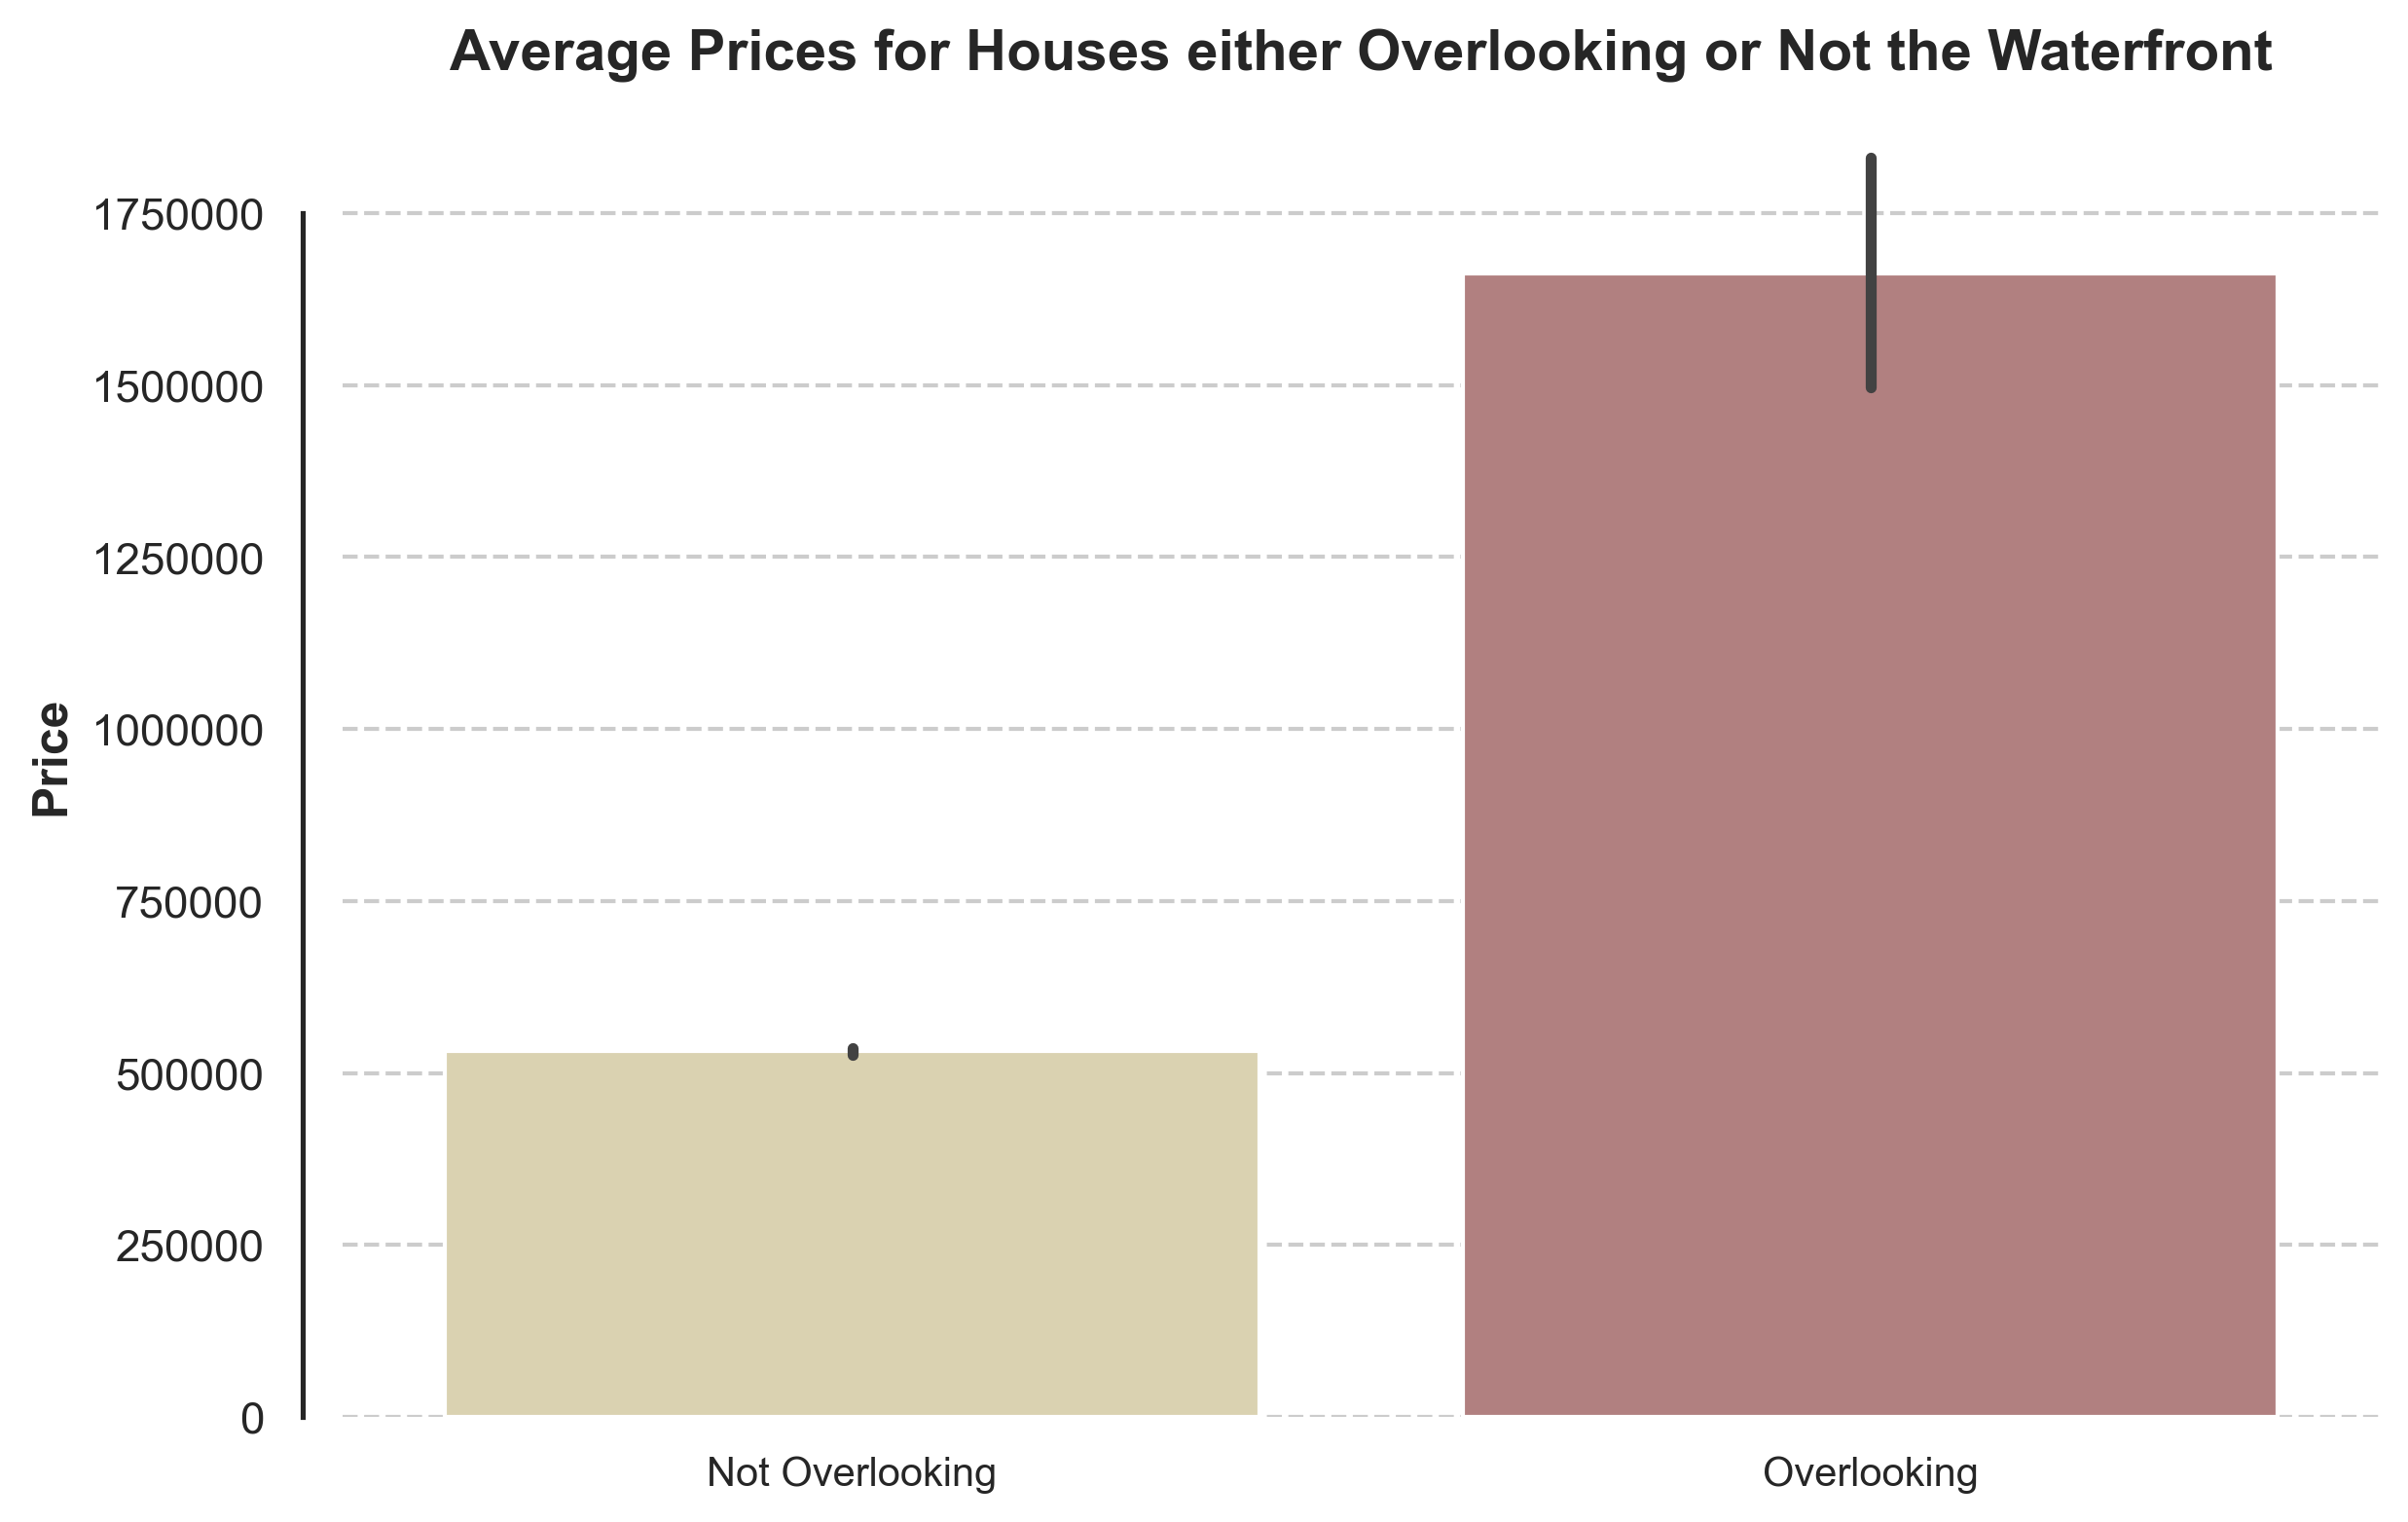 Average Prices for Houses either Overlooking or Not the Waterfront
1750000
1500000
1250000
1000000
750000
500000
250000
0
Price
Not Overlooking
Overlooking